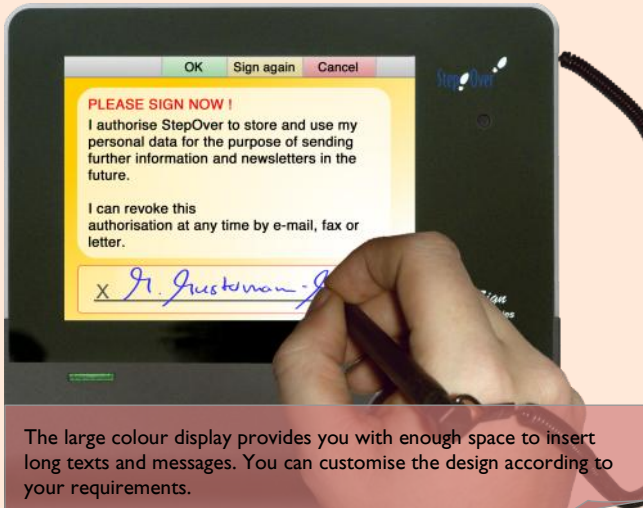 OK Sign again Cancel
StepOver
PLEASE SIGN NOW !
I authorise StepOver to store and use my
personal data for the purpose of sending
further information and newsletters in the
future.
I can revoke this
authorisation at any time by e-mail, fax or
letter.
X
The large colour display provides you with enough space to insert
long texts and messages. You can customise the design according to
your requirements.